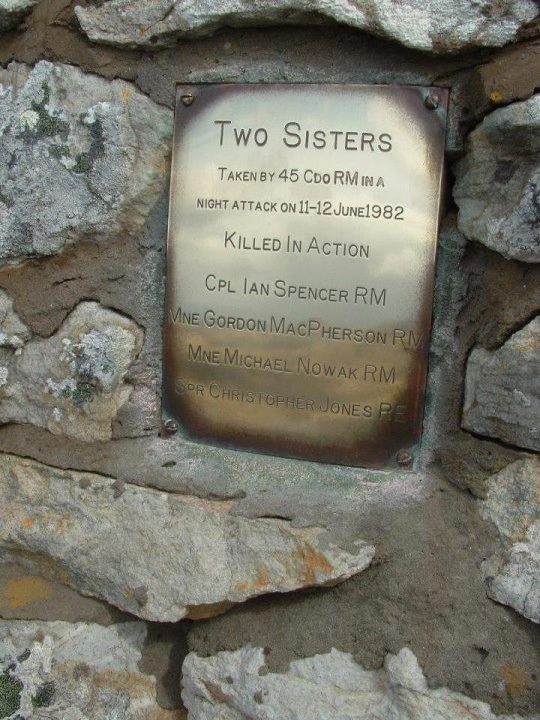 Two Sisters
Taken by 45 Cdo RM in a
night attack on 11-12 June 1982
Killed In Action
Cpl Ian Spencer RM
Mne Gordon MacPherson RM
Mne Michael Nowak RM
Spr Christopher Jones RE